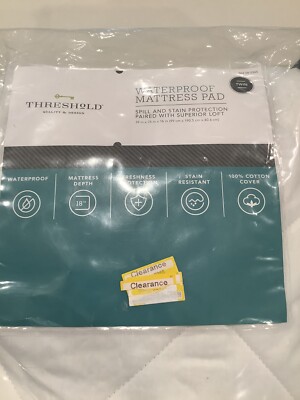 THRESHOLD
QUALITY & DESIGN
WATERPROOF
MATTRESS PAD
SPILL AND STAIN PROTECTION
PAIRED WITH SUPERIOR LOFT
WATERPROOF
MATTRESS
DEPTH
18"
FRESHNESS
PROTECTION
STAIN
RESISTANT
100% COTTON
COVER
Clearance
Clearance